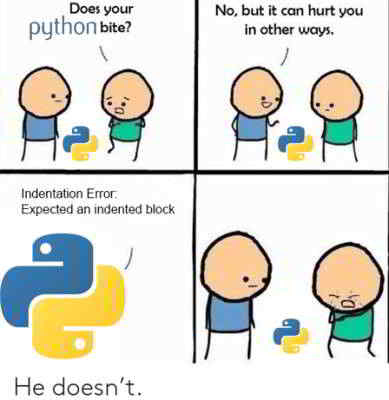 Does your
python bite?
No, but it can hurt you
in other ways.
Indentation Error:
Expected an indented block
He doesn't.